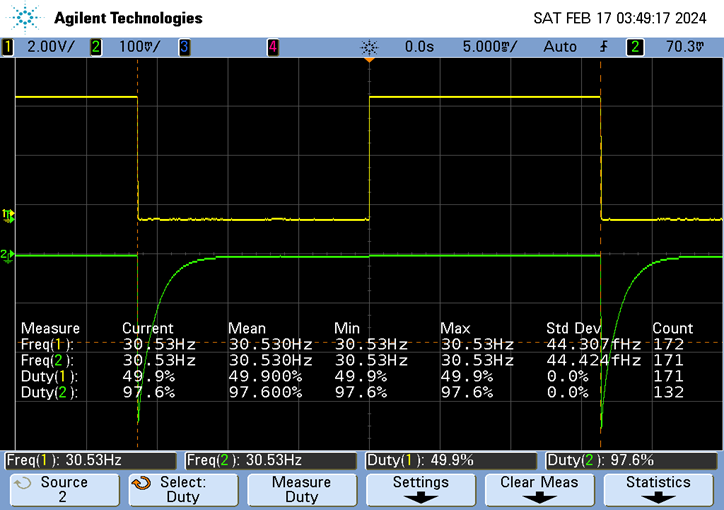 Agilent Technologies SAT FEB 17 03:49:17 2024
1 2.00V/ 2 100mV/ 3 4 0.0s 5.000ms/ Auto 2 70.3mV
1
2
Measure Current Mean Min Max Std Dev Count
Freq(1): 30.53Hz 30.530Hz 30.53Hz 30.53Hz 44.307fHz 172
Freq(2): 30.53Hz 30.530Hz 30.53Hz 30.53Hz 44.424fHz 171
Duty(1): 49.9% 49.900% 49.9% 49.9% 0.0% 171
Duty(2): 97.6% 97.600% 97.6% 97.6% 0.0% 132
Freq(1): 30.53Hz Freq(2): 30.53Hz Duty(1): 49.9% Duty(2): 97.6%
Source Select: Measure Settings Clear Meas Statistics
2 Duty Duty